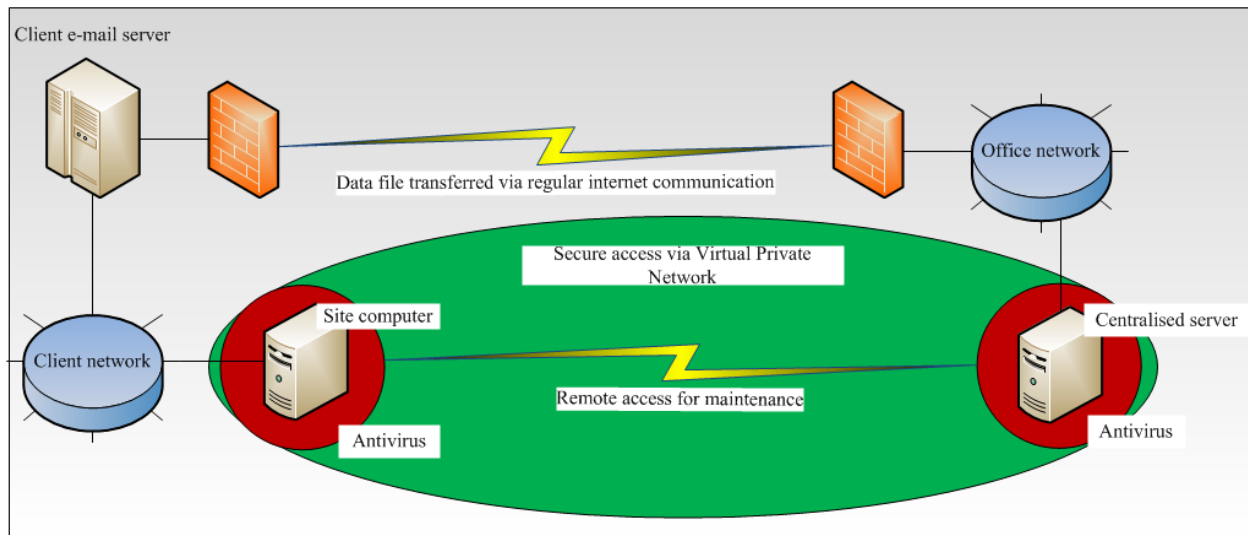 Client e-mail server
Office network
Data file transferred via regular internet communication
Secure access via Virtual Private
Network
Site computer
Centralised server
Client network
Remote access for maintenance
Antivirus
Antivirus